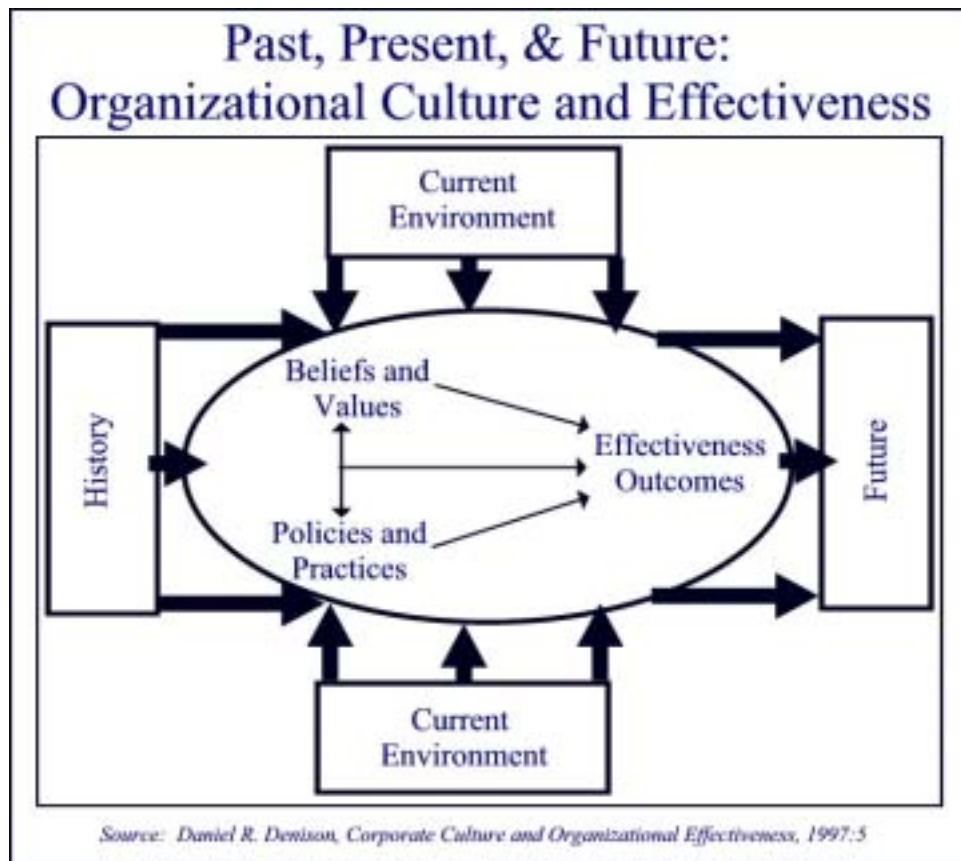 Past, Present, & Future:
Organizational Culture and Effectiveness
Current
Environment
History
Beliefs and
Values
Effectiveness
Outcomes
Policies and
Practices
Future
Current
Environment
Source: Daniel R. Denison, Corporate Culture and Organizational Effectiveness, 1997:5